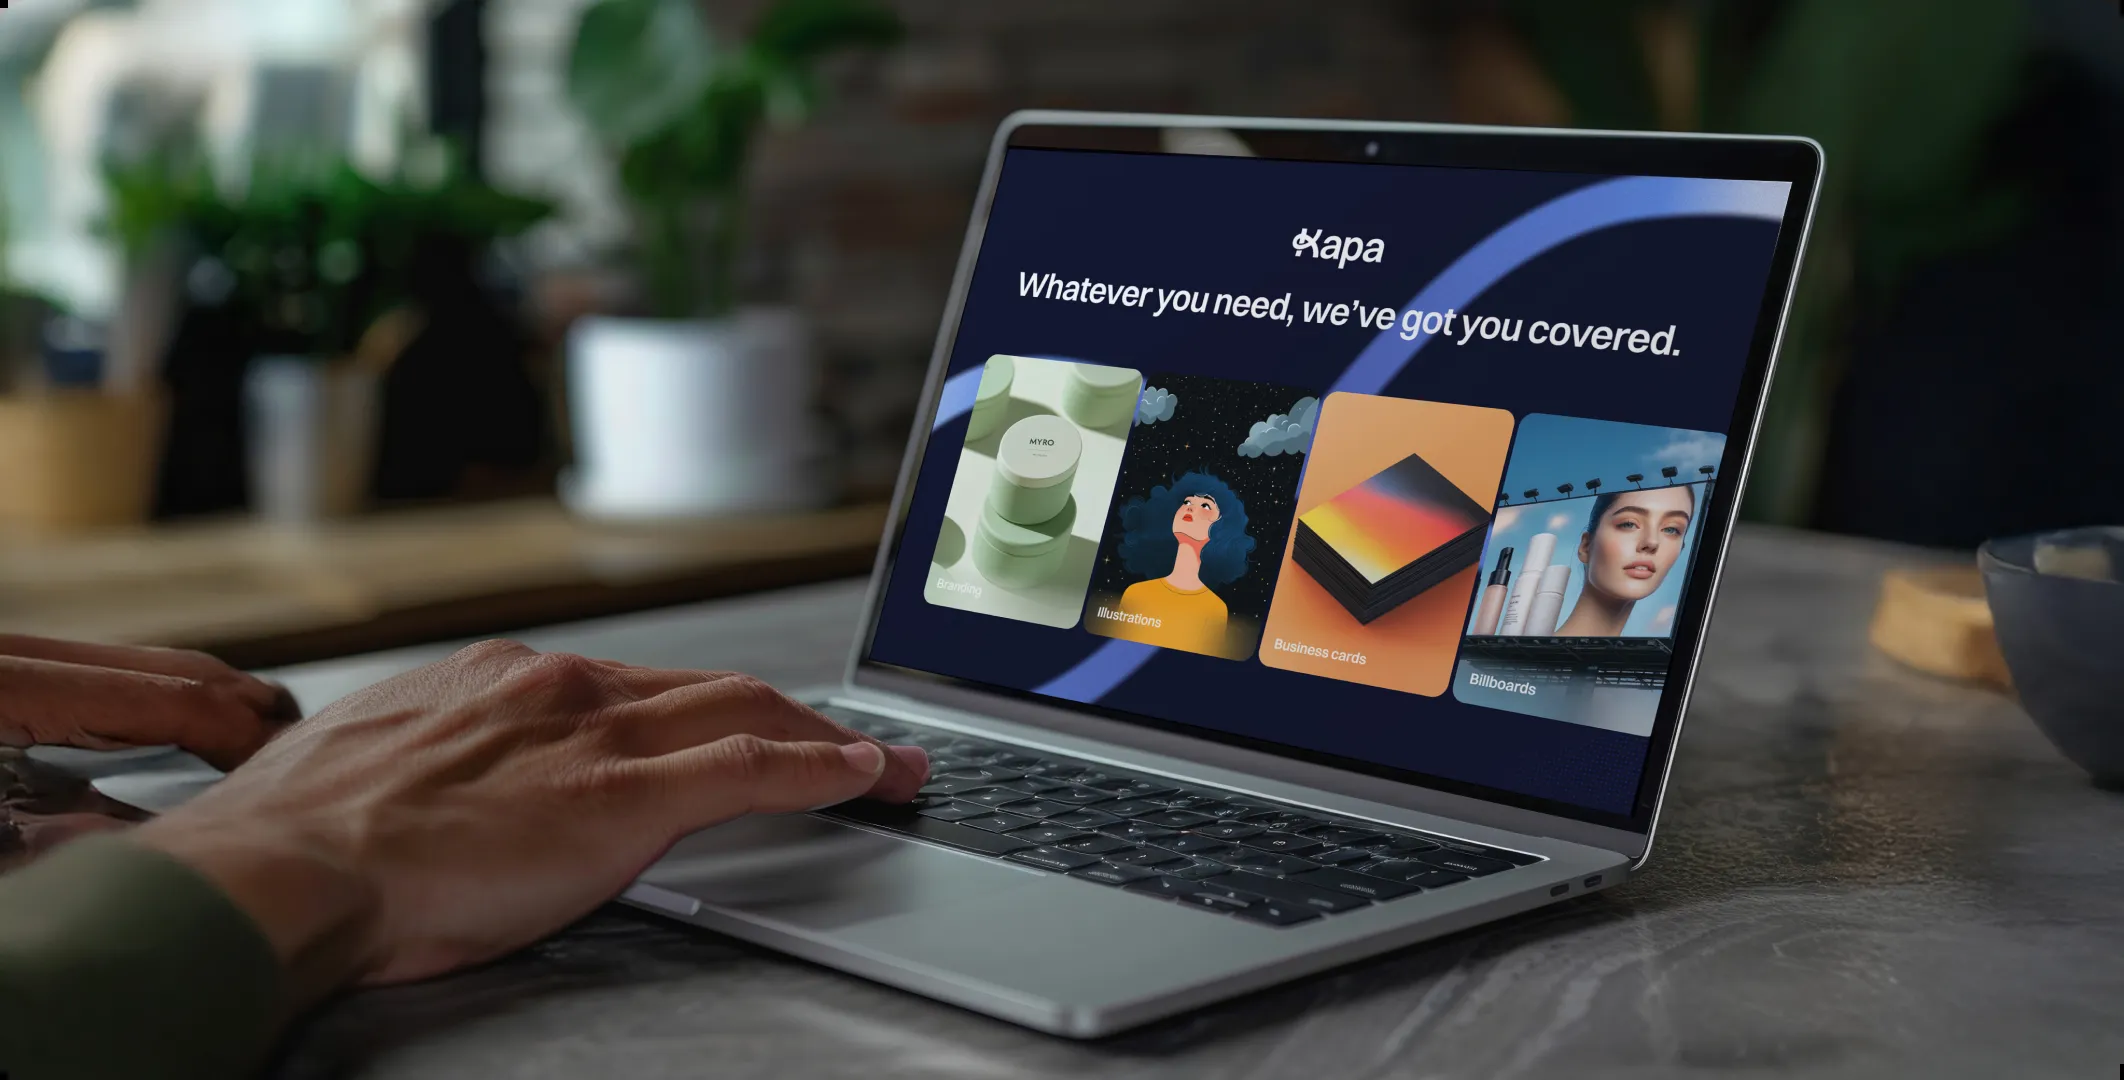 Kapa
Whatever you need, we've got you covered.
MYRO
Branding
Illustrations
Business cards
Billboards